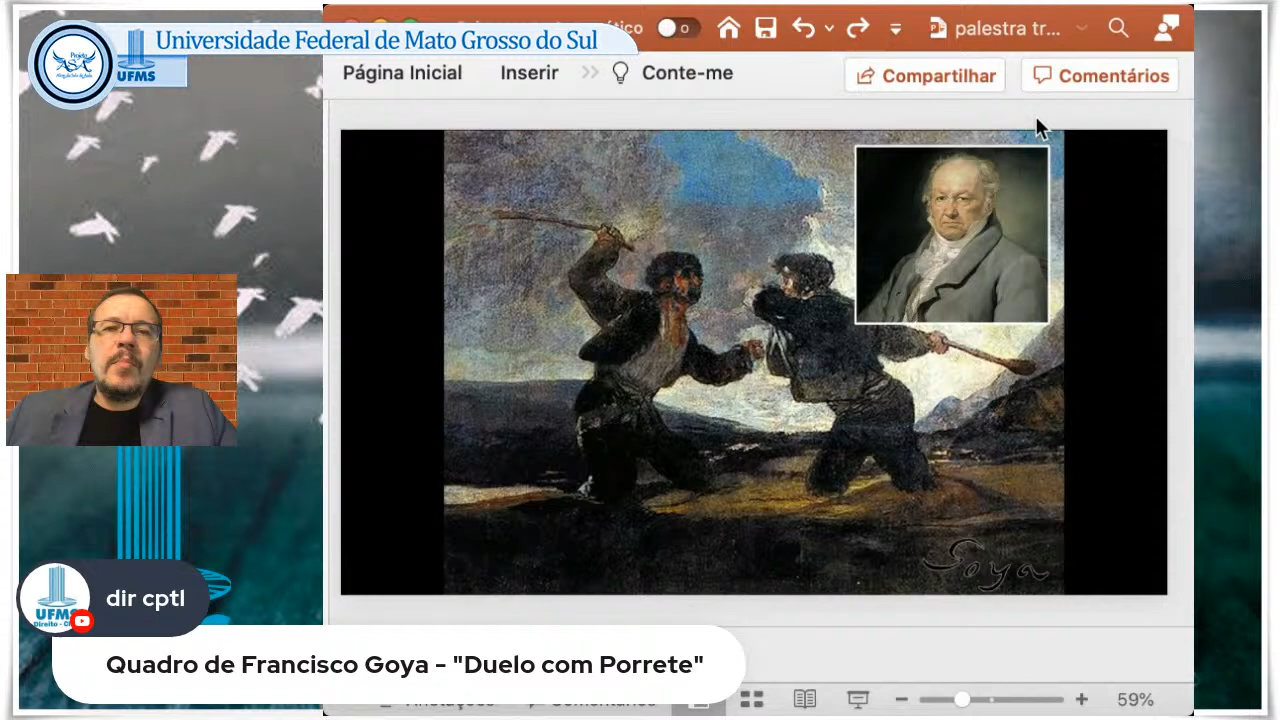 Universidade Federal de Mato Grosso do Sul
UFMS
Projeto
palestra tr...
Página Inicial
Inserir
Conte-me
Compartilhar
Comentários
Goya
UFMS
dir cptl
Quadro de Francisco Goya - "Duelo com Porrete"
59%